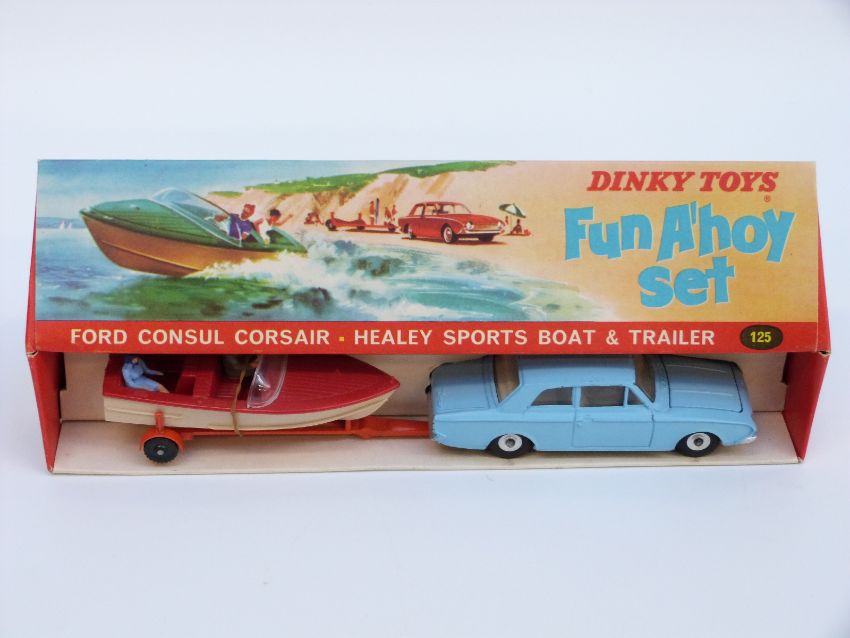 DINKY TOYS®
Fun A'hoy
set
FORD CONSUL CORSAIR ▪ HEALEY SPORTS BOAT & TRAILER 125